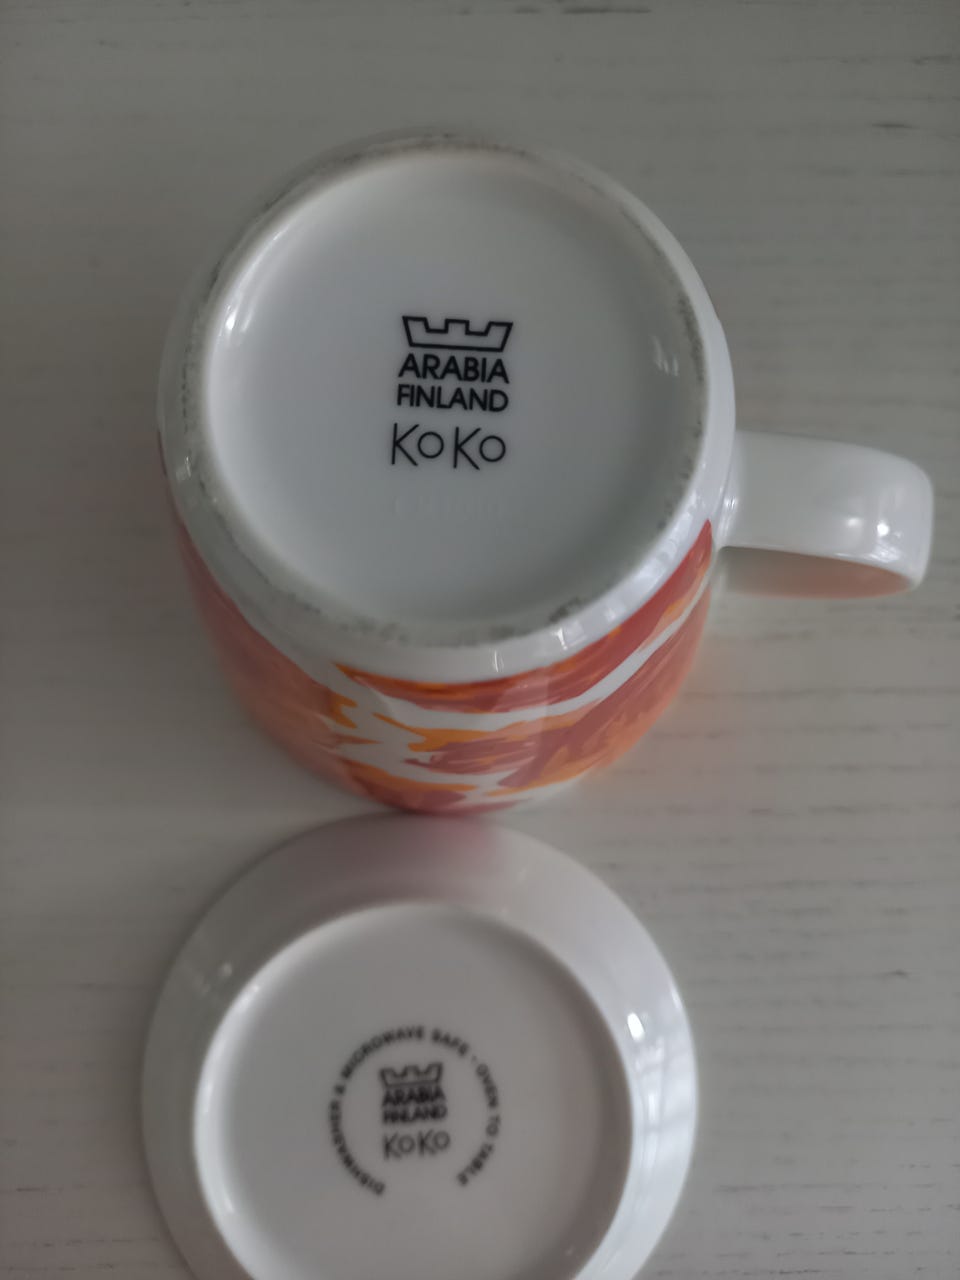 ARABIA
FINLAND
KoKo
DISHWASHER & MICROWAVE SAFE - OVEN TO TABLE
ARABIA
FINLAND
KoKo